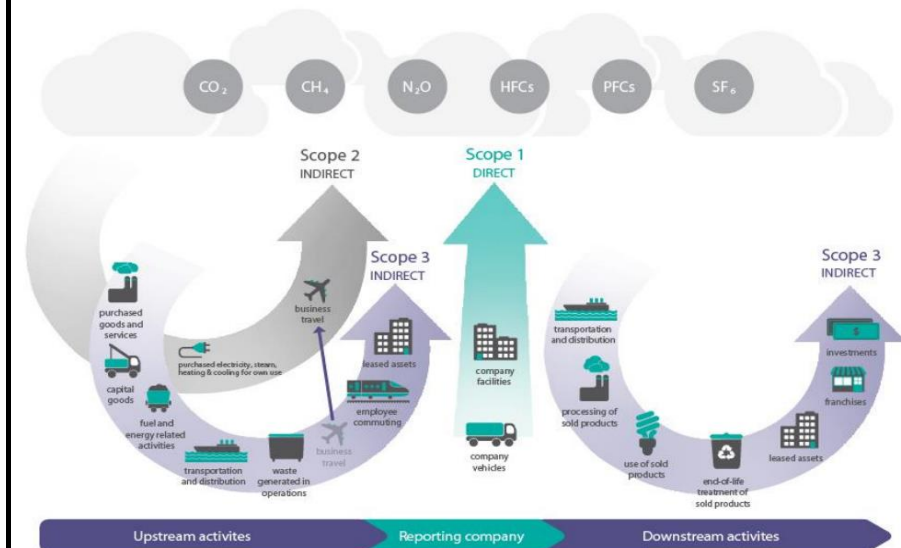 CO₂
CH₄
N₂O
HFCs
PFCs
SF₆
Scope 2
INDIRECT
Scope 1
DIRECT
Scope 3
INDIRECT
Scope 3
INDIRECT
purchased
goods and
services
capital
goods
fuel and
energy related
activities
purchased electricity, steam,
heating & cooling for own use
transportation
and distribution
waste
generated in
operations
business
travel
business
travel
employee
commuting
leased assets
company
facilities
company
vehicles
transportation
and distribution
processing of
sold products
use of sold
products
end-of-life
treatment of
sold products
leased assets
franchises
$
investments
Upstream activites
Reporting company
Downstream activites